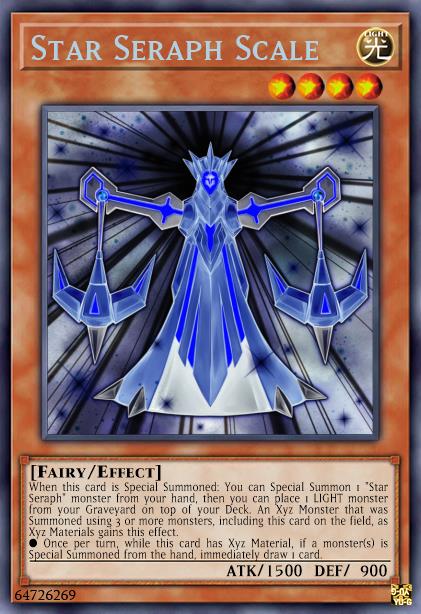 STAR SERAPH SCALE
LIGHT
光
[FAIRY/EFFECT]
When this card is Special Summoned: You can Special Summon 1 "Star
Seraph" monster from your hand, then you can place 1 LIGHT monster
from your Graveyard on top of your Deck. An Xyz Monster that was
Summoned using 3 or more monsters, including this card on the field, as
Xyz Materials gains this effect.
● Once per turn, while this card has Xyz Material, if a monster(s) is
Special Summoned from the hand, immediately draw 1 card.
ATK/1500 DEF/ 900
64726269